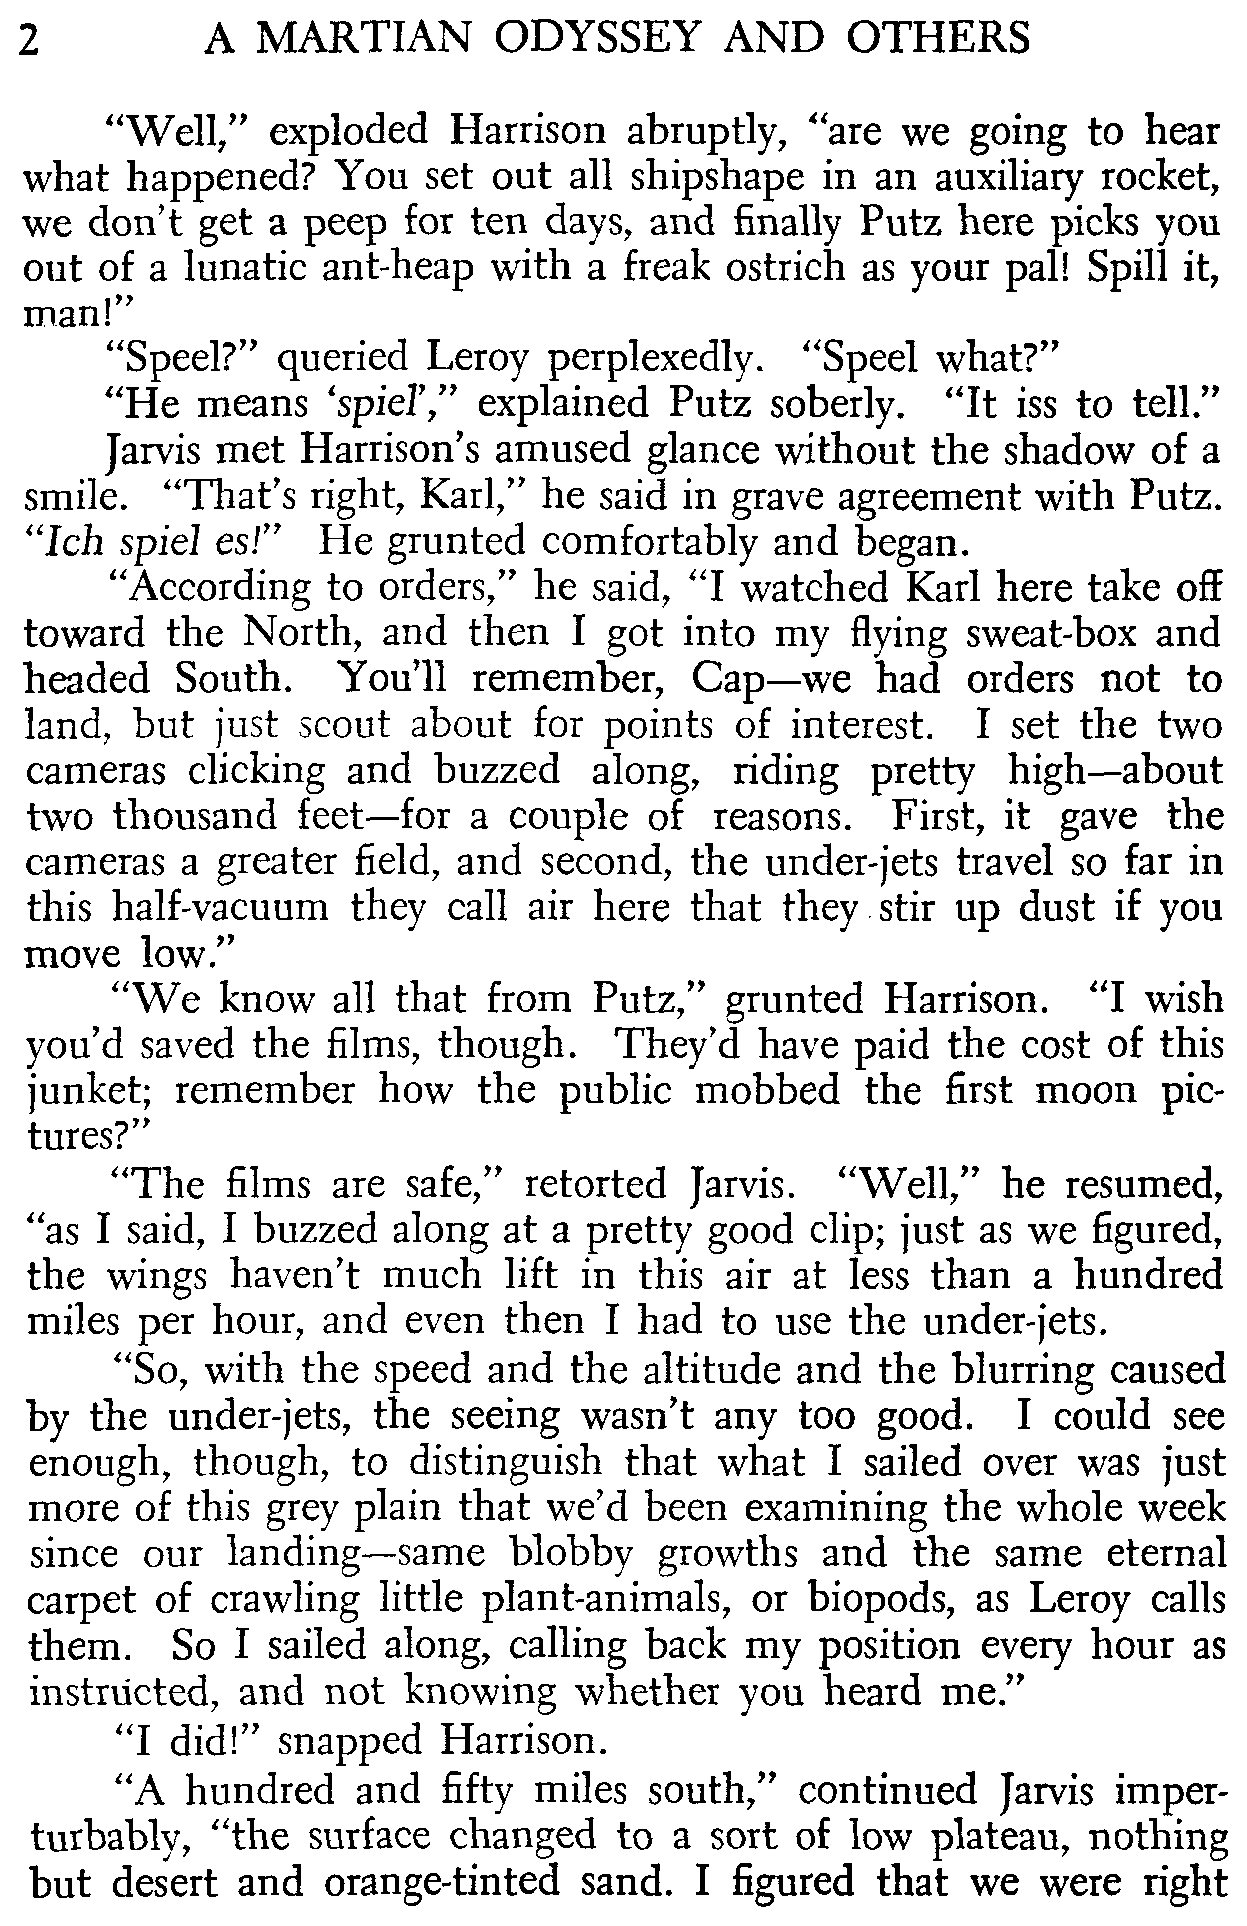 2 A MARTIAN ODYSSEY AND OTHERS
“Well,” exploded Harrison abruptly, “are we going to hear
what happened? You set out all shipshape in an auxiliary rocket,
we don’t get a peep for ten days, and finally Putz here picks you
out of a lunatic ant-heap with a freak ostrich as your pal! Spill it,
man!”
“Speel?” queried Leroy perplexedly. “Speel what?”
“He means ‘spiel’,” explained Putz soberly. “It iss to tell.”
Jarvis met Harrison’s amused glance without the shadow of a
smile. “That’s right, Karl,” he said in grave agreement with Putz.
“Ich spiel es!” He grunted comfortably and began.
“According to orders,” he said, “I watched Karl here take off
toward the North, and then I got into my flying sweat-box and
headed South. You’ll remember, Cap—we had orders not to
land, but just scout about for points of interest. I set the two
cameras clicking and buzzed along, riding pretty high—about
two thousand feet—for a couple of reasons. First, it gave the
cameras a greater field, and second, the under-jets travel so far in
this half-vacuum they call air here that they stir up dust if you
move low.”
“We know all that from Putz,” grunted Harrison. “I wish
you’d saved the films, though. They’d have paid the cost of this
junket; remember how the public mobbed the first moon pic-
tures?”
“The films are safe,” retorted Jarvis. “Well,” he resumed,
“as I said, I buzzed along at a pretty good clip; just as we figured,
the wings haven’t much lift in this air at less than a hundred
miles per hour, and even then I had to use the under-jets.
“So, with the speed and the altitude and the blurring caused
by the under-jets, the seeing wasn’t any too good. I could see
enough, though, to distinguish that what I sailed over was just
more of this grey plain that we’d been examining the whole week
since our landing—same blobby growths and the same eternal
carpet of crawling little plant-animals, or biopods, as Leroy calls
them. So I sailed along, calling back my position every hour as
instructed, and not knowing whether you heard me.”
“I did!” snapped Harrison.
“A hundred and fifty miles south,” continued Jarvis imper-
turbably, “the surface changed to a sort of low plateau, nothing
but desert and orange-tinted sand. I figured that we were right